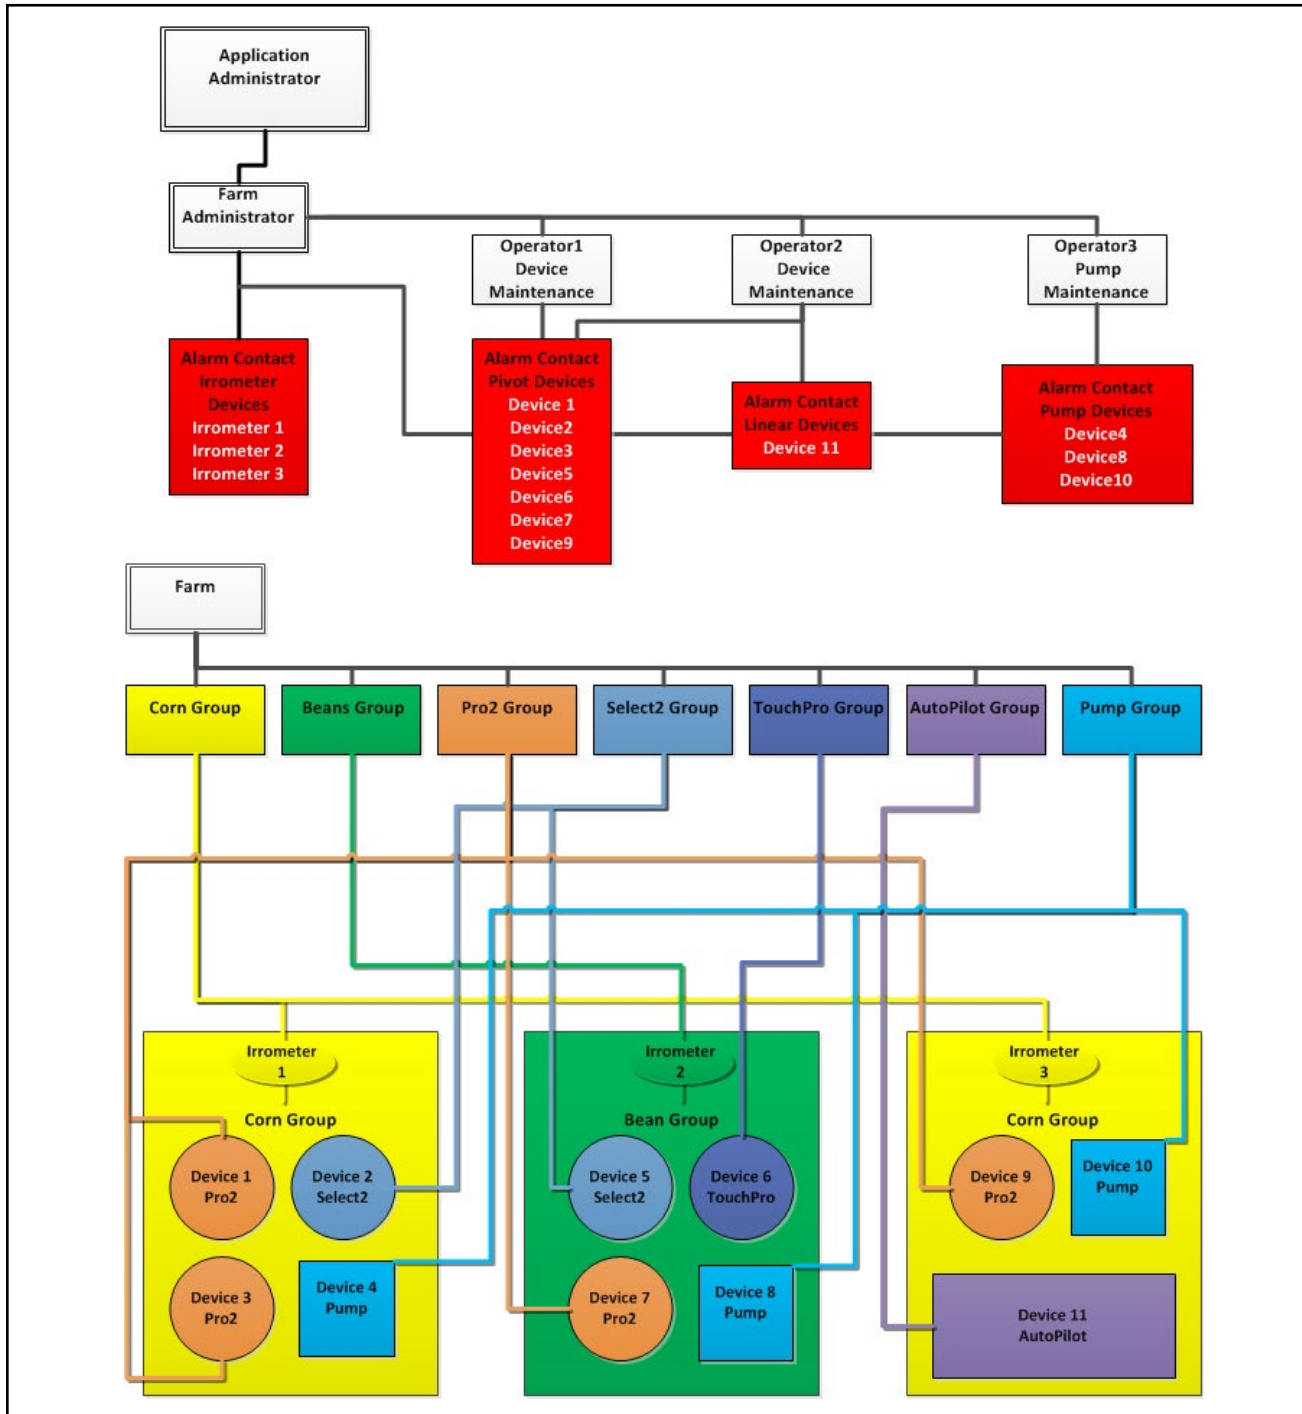 Application
Administrator
Farm
Administrator
Operator1
Device
Maintenance
Operator2
Device
Maintenance
Operator3
Pump
Maintenance
Alarm Contact
Irrometer
Devices
Irrometer 1
Irrometer 2
Irrometer 3
Alarm Contact
Pivot Devices
Device 1
Device2
Device3
Device5
Device6
Device7
Device9
Alarm Contact
Linear Devices
Device 11
Alarm Contact
Pump Devices
Device4
Device8
Device10
Farm
Corn Group
Beans Group
Pro2 Group
Select2 Group
TouchPro Group
AutoPilot Group
Pump Group
Irrometer
1
Corn Group
Device 1
Pro2
Device 2
Select2
Device 3
Pro2
Device 4
Pump
Irrometer
2
Bean Group
Device 5
Select2
Device 6
TouchPro
Device 7
Pro2
Device 8
Pump
Irrometer
3
Corn Group
Device 9
Pro2
Device 10
Pump
Device 11
AutoPilot